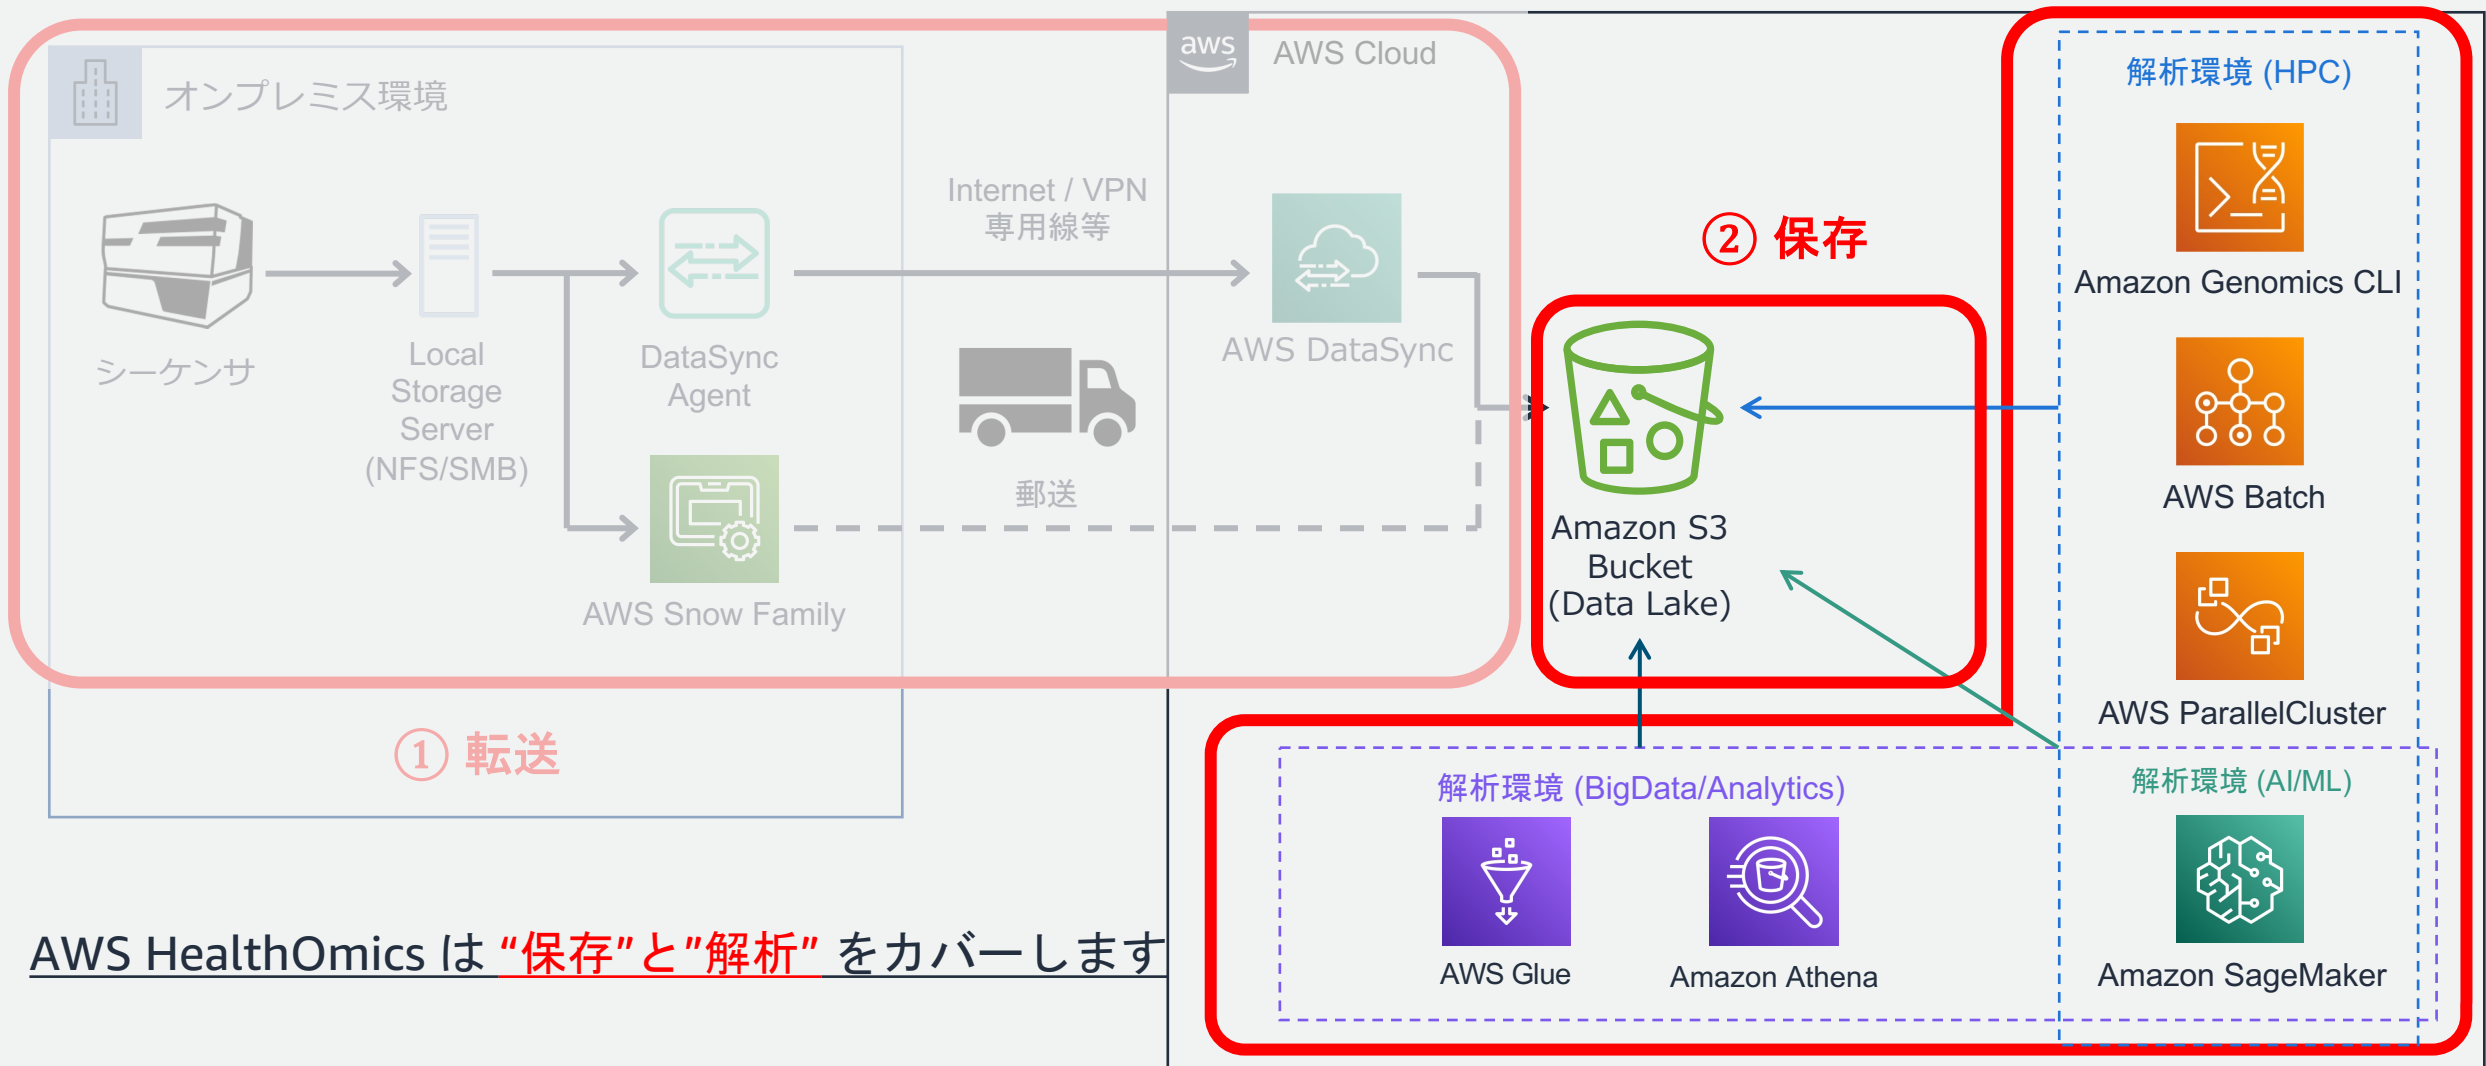 aws
AWS Cloud
オンプレミス環境
シーケンサ
Local
Storage
Server
(NFS/SMB)
DataSync
Agent
AWS Snow Family
Internet / VPN
専用線等
郵送
AWS DataSync
① 転送
② 保存
Amazon S3
Bucket
(Data Lake)
解析環境 (HPC)
Amazon Genomics CLI
AWS Batch
AWS ParallelCluster
解析環境 (BigData/Analytics)
AWS Glue
Amazon Athena
解析環境 (AI/ML)
Amazon SageMaker
AWS HealthOmics は “保存”と”解析” をカバーします